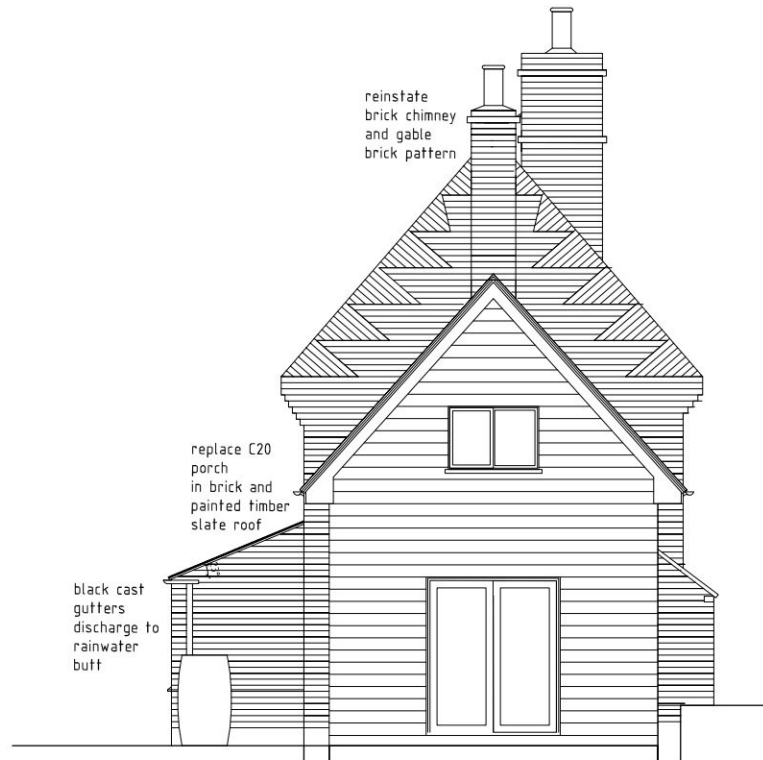 reinstate
brick chimney
and gable
brick pattern
replace C20
porch
in brick and
painted timber
slate roof
black cast
gutters
discharge to
rainwater
butt